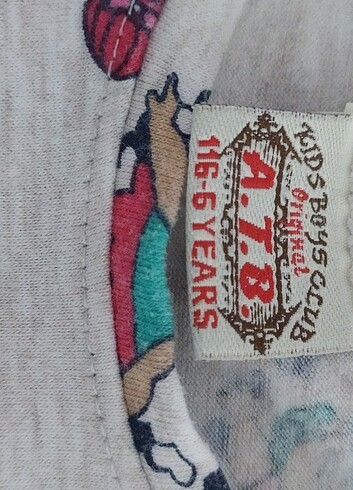 KIDS BOYS CLUB
Original
A.T.B.
116-6 YEARS